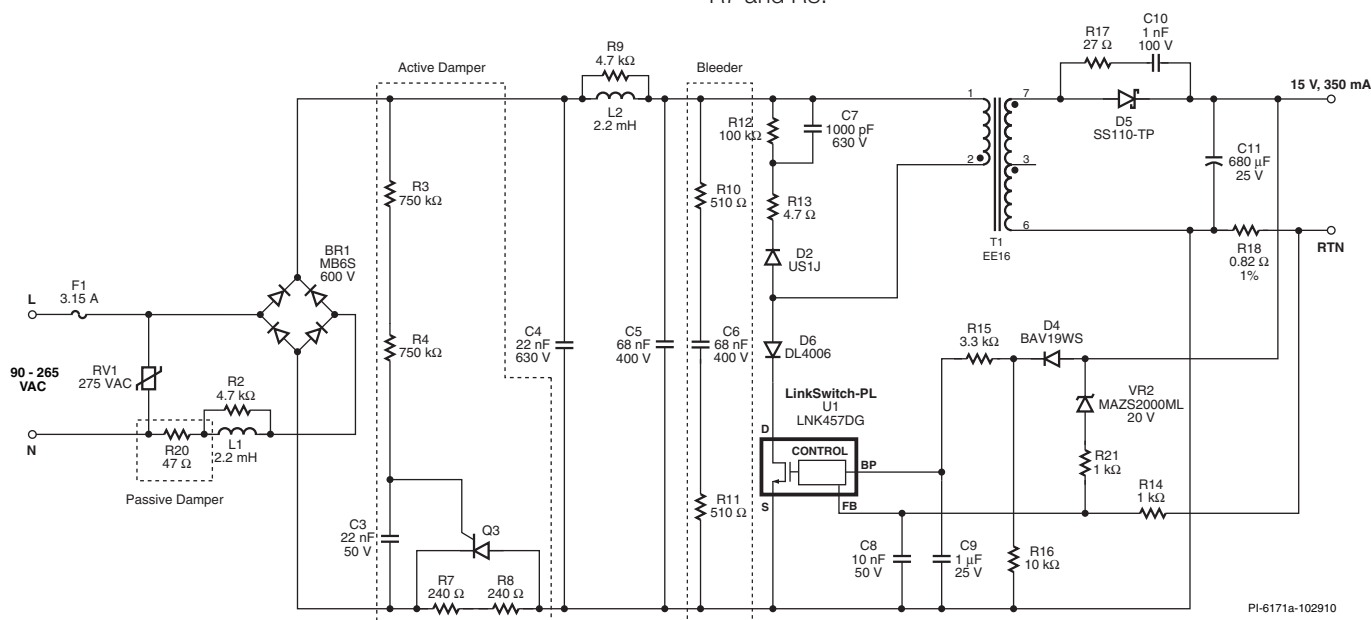 R17
27 Ω
C10
1 nF
100 V
R9
4.7 kΩ
Active Damper
Bleeder
15 V, 350 mA
L2
2.2 mH
1
7
D5
SS110-TP
R12
100 kΩ
C7
1000 pF
630 V
C11
680 µF
25 V
2
3
R3
750 kΩ
R10
510 Ω
R13
4.7 Ω
6
T1
EE16
R18
0.82 Ω
1%
RTN
BR1
MB6S
600 V
D2
US1J
F1
3.15 A
L
R4
750 kΩ
C4
22 nF
630 V
C5
68 nF
400 V
C6
68 nF
400 V
D6
DL4006
R15
3.3 kΩ
D4
BAV19WS
90 - 265
VAC
RV1
275 VAC
R2
4.7 kΩ
LinkSwitch-PL
U1
LNK457DG
VR2
MAZS2000ML
20 V
N
R20
47 Ω
L1
2.2 mH
D
CONTROL
BP
R21
1 kΩ
Passive Damper
R11
510 Ω
S
FB
R14
1 kΩ
C3
22 nF
50 V
Q3
C8
10 nF
50 V
C9
1 µF
25 V
R16
10 kΩ
R7
240 Ω
R8
240 Ω
PI-6171a-102910